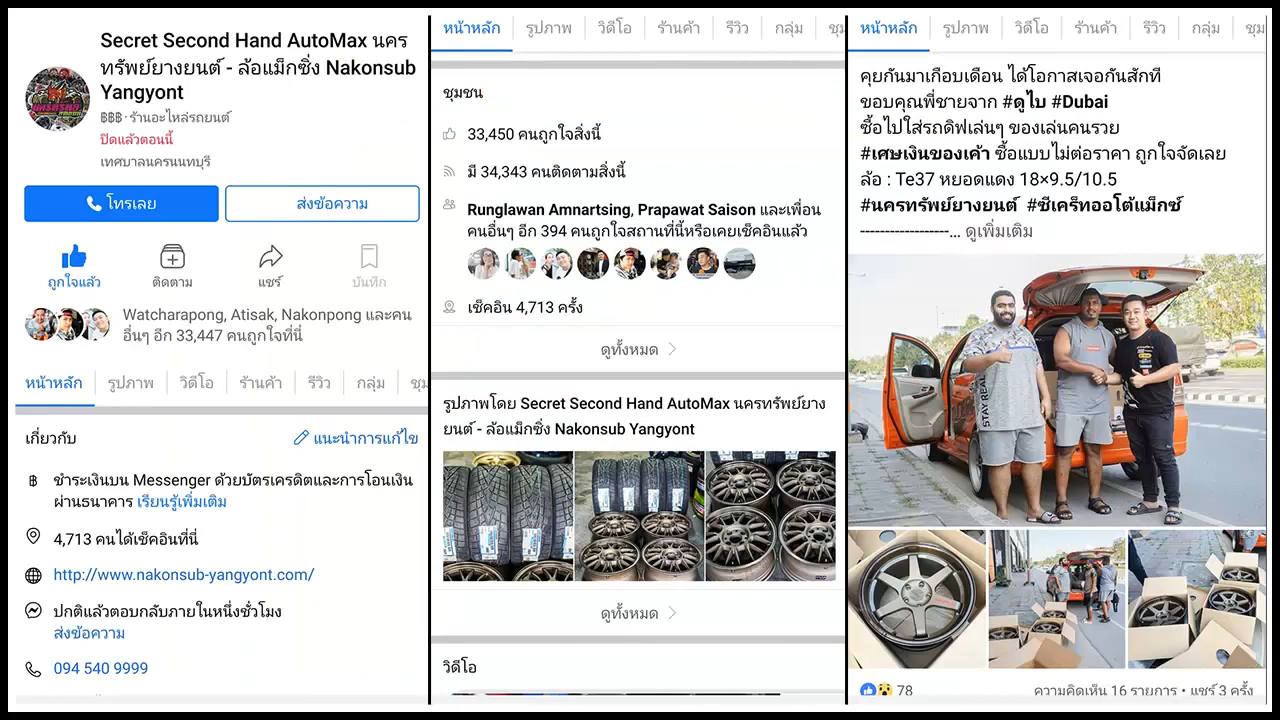 Secret Second Hand AutoMax นคร
ทรัพย์ยางยนต์ - ล้อแม็กซิ่ง Nakonsub
Yangyont
฿฿฿ · ร้านอะไหล่รถยนต์
ปิดแล้วตอนนี้
เทศบาลนครนนทบุรี
โทรเลย
ส่งข้อความ
ถูกใจแล้ว
ติดตาม
แชร์
บันทึก
Watcharapong, Atisak, Nakonpong และคน
อื่นๆ อีก 33,447 คนถูกใจที่นี่
หน้าหลัก รูปภาพ วิดีโอ ร้านค้า รีวิว กลุ่ม ชุม
เกี่ยวกับ
แนะนำการแก้ไข
฿ ชำระเงินบน Messenger ด้วยบัตรเครดิตและการโอนเงิน
ผ่านธนาคาร เรียนรู้เพิ่มเติม
4,713 คนได้เช็คอินที่นี่
http://www.nakonsub-yangyont.com/
ปกติแล้วตอบกลับภายในหนึ่งชั่วโมง
ส่งข้อความ
094 540 9999
หน้าหลัก รูปภาพ วิดีโอ ร้านค้า รีวิว กลุ่ม ชุ
ชุมชน
33,450 คนถูกใจสิ่งนี้
มี 34,343 คนติดตามสิ่งนี้
Runglawan Amnartsing, Prapawat Saison และเพื่อน
คนอื่นๆ อีก 394 คนถูกใจสถานที่นี้หรือเคยเช็คอินแล้ว
เช็คอิน 4,713 ครั้ง
ดูทั้งหมด
รูปภาพโดย Secret Second Hand AutoMax นครทรัพย์ยาง
ยนต์ - ล้อแม็กซิ่ง Nakonsub Yangyont
ดูทั้งหมด
วิดีโอ
หน้าหลัก รูปภาพ วิดีโอ ร้านค้า รีวิว กลุ่ม ชุม
คุยกันมาเกือบเดือน ได้โอกาสเจอกันสักที
ขอบคุณพี่ชายจาก #ดูไบ #Dubai
ซื้อไปใส่รถดิฟเล่นๆ ของเล่นคนรวย
#เศษเงินของเค้า ซื้อแบบไม่ต่อราคา ถูกใจจัดเลย
ล้อ : Te37 หยอดแดง 18×9.5/10.5
#นครทรัพย์ยางยนต์ #ซีเคร็ทออโต้แม็กซ์
------------------... ดูเพิ่มเติม
STAY REAL
78
ความคิดเห็น 16 รายการ • แชร์ 3 ครั้ง